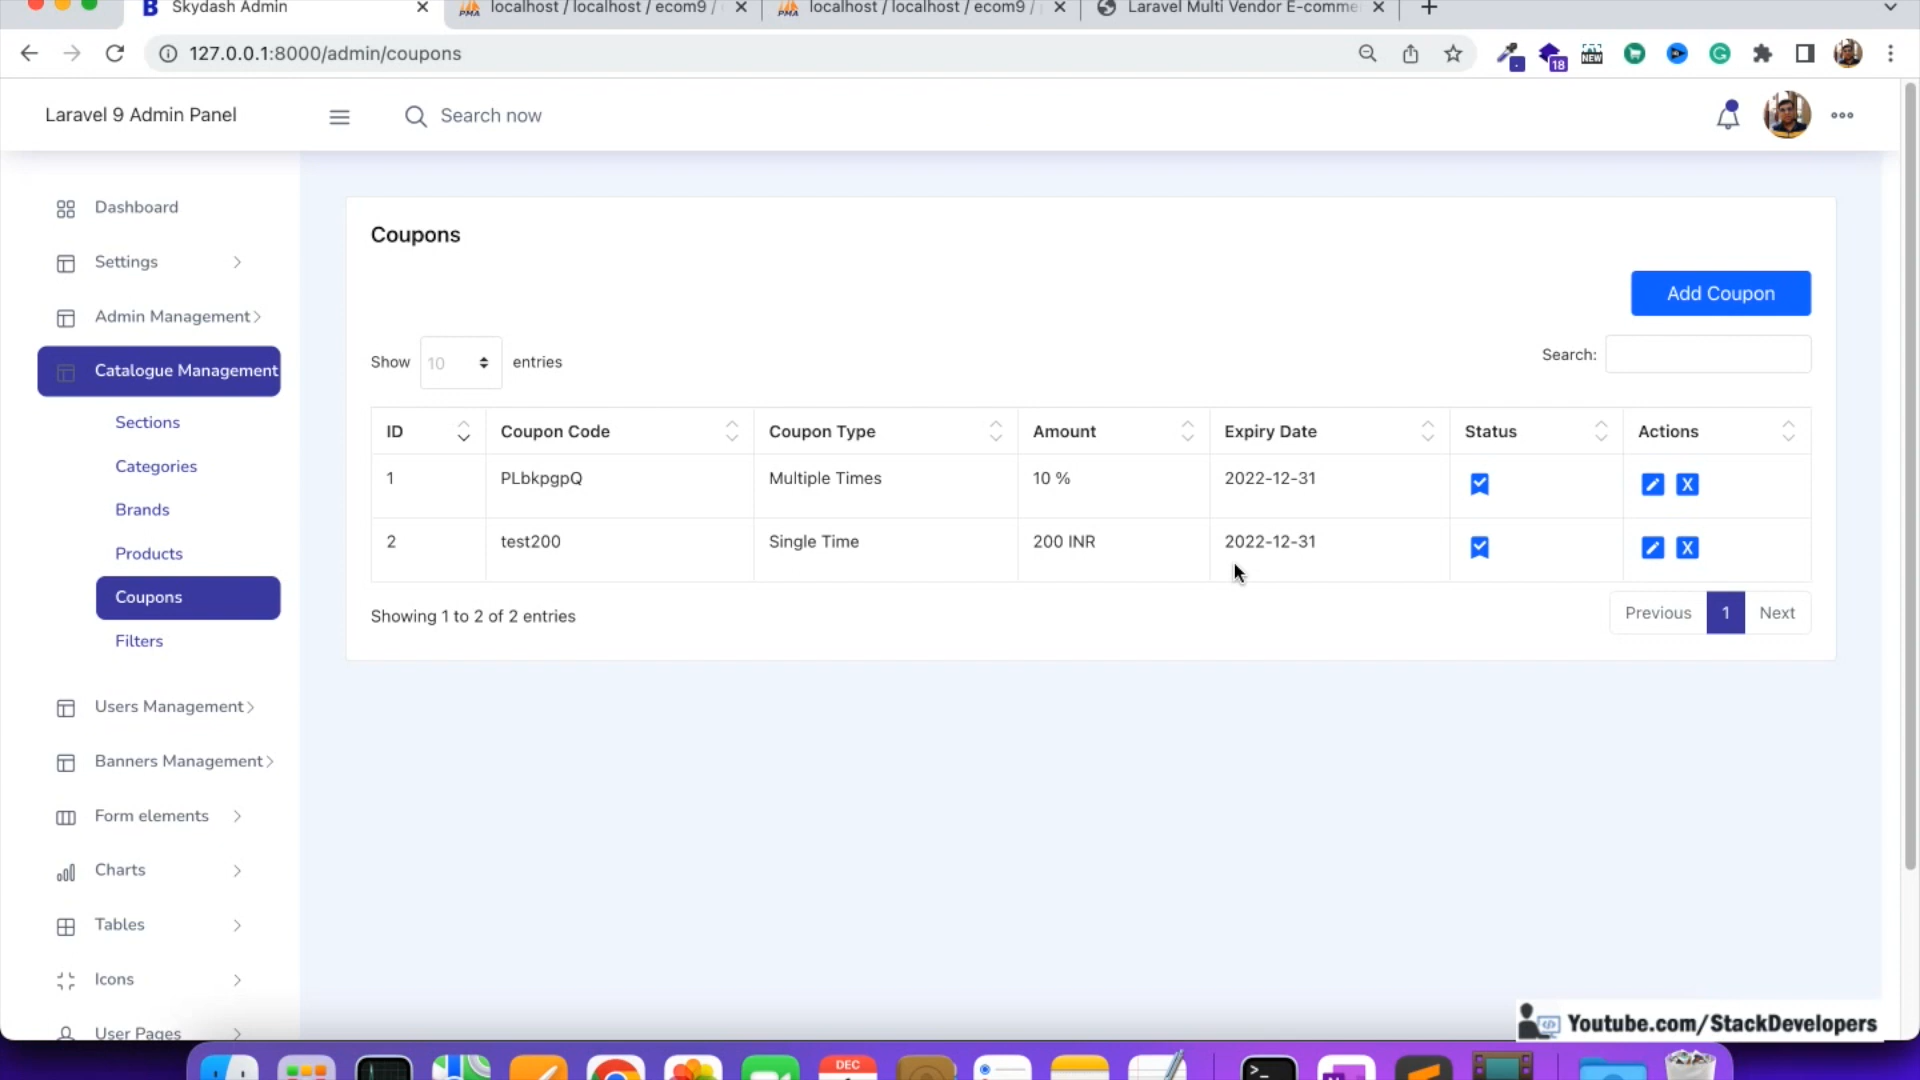 Skydash Admin
localhost / localhost / ecom9 /
localhost / localhost / ecom9 /
Laravel Multi Vendor E-comme
127.0.0.1:8000/admin/coupons
18
NEW
Laravel 9 Admin Panel
Search now
Dashboard
Settings
Admin Management
Catalogue Management
Sections
Categories
Brands
Products
Coupons
Filters
Users Management
Banners Management
Form elements
Charts
Tables
Icons
User Pages
Coupons
Add Coupon
Show 10 entries
Search:
ID Coupon Code Coupon Type Amount Expiry Date Status Actions
1 PLbkpgpQ Multiple Times 10 % 2022-12-31 X
2 test200 Single Time 200 INR 2022-12-31 X
Showing 1 to 2 of 2 entries
Previous 1 Next
Youtube.com/StackDevelopers
DEC